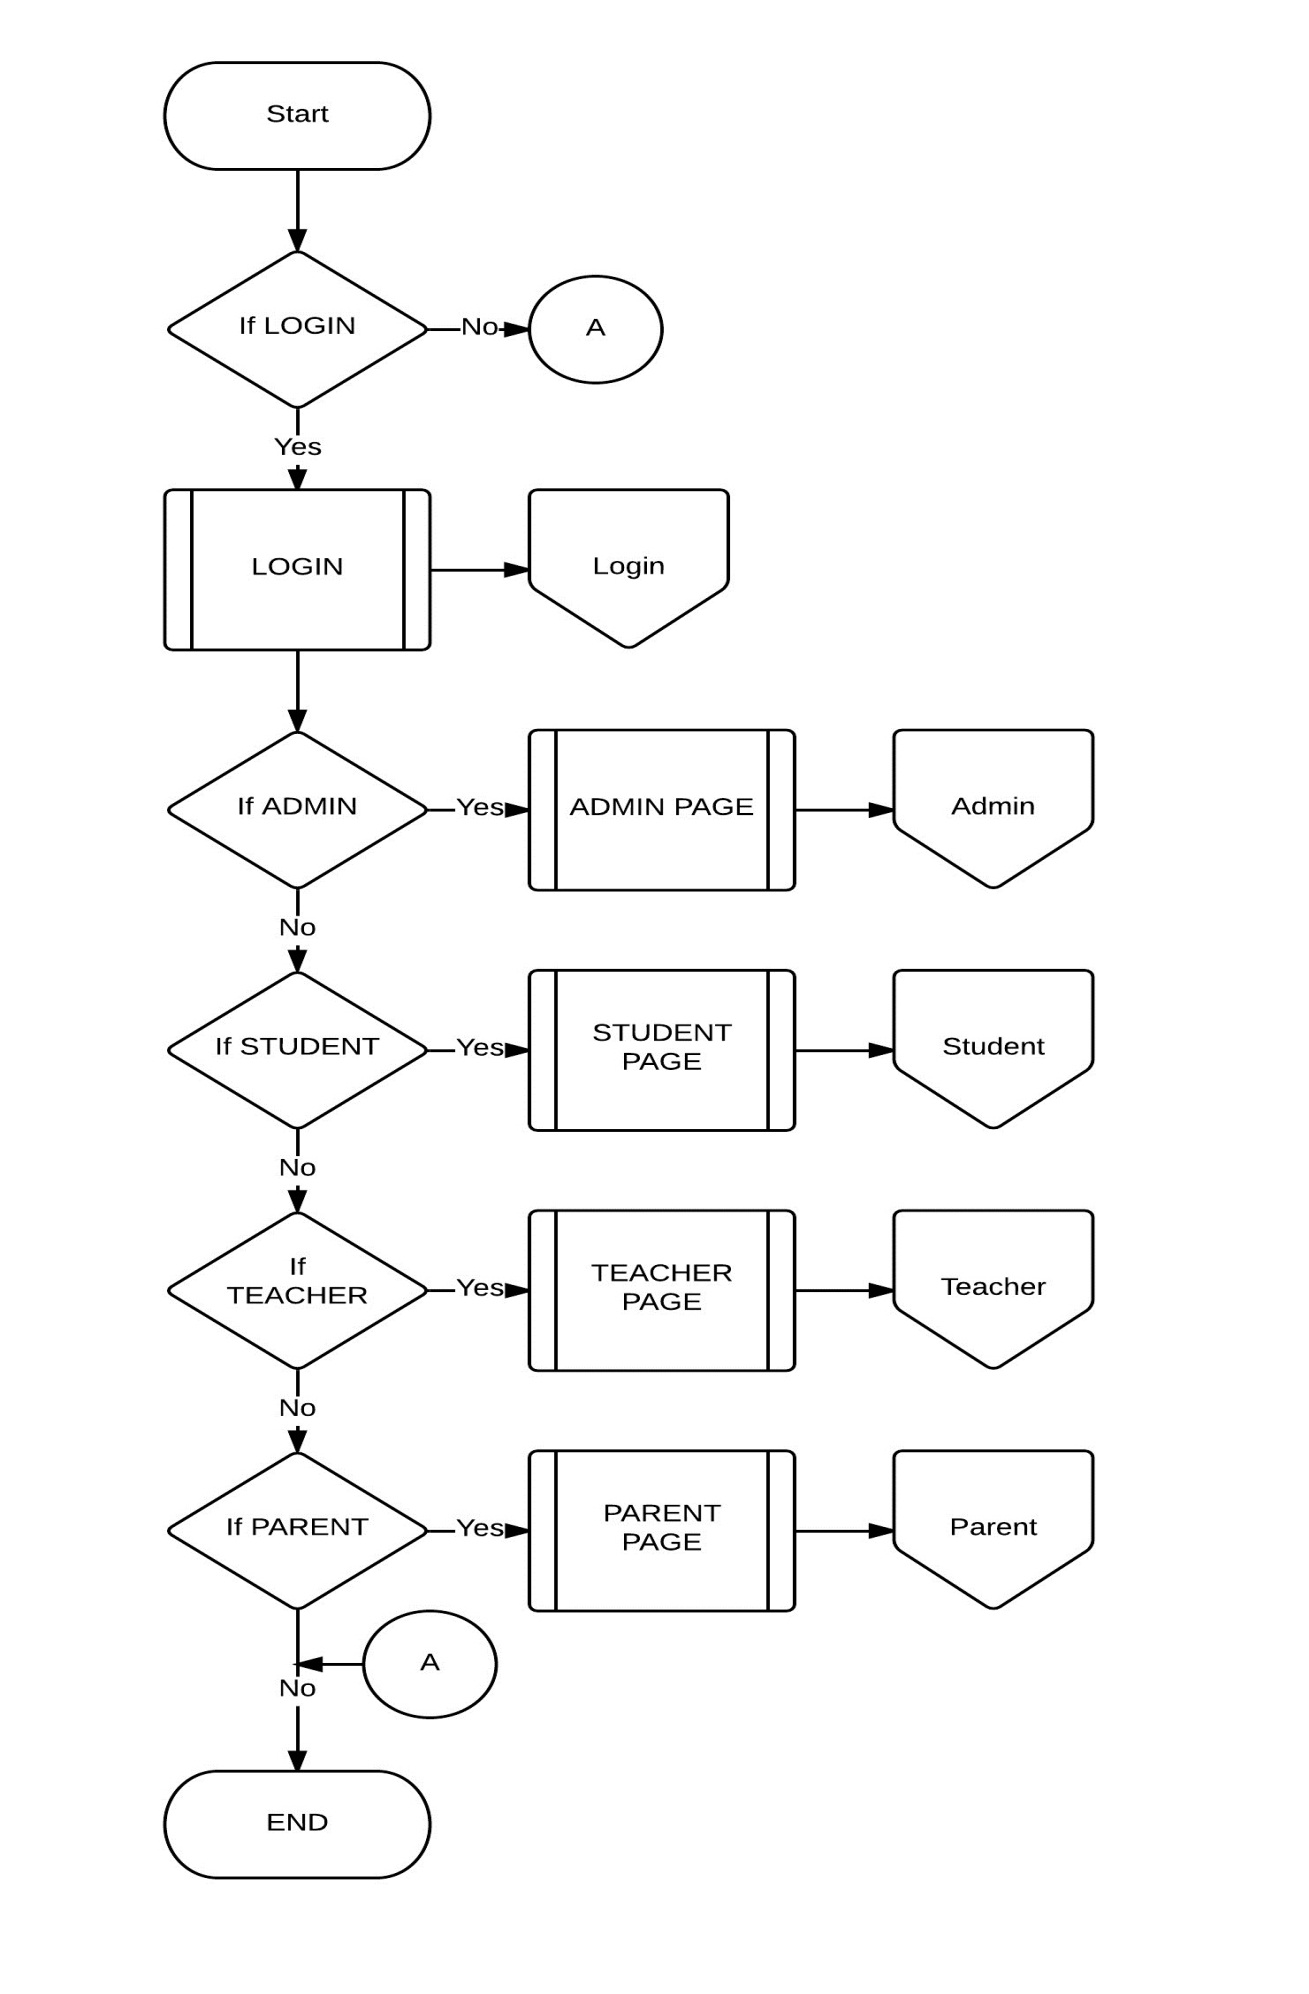 Start
If LOGIN
No
A
Yes
LOGIN
Login
If ADMIN
Yes
ADMIN PAGE
Admin
No
If STUDENT
Yes
STUDENT
PAGE
Student
No
If
TEACHER
Yes
TEACHER
PAGE
Teacher
No
If PARENT
Yes
PARENT
PAGE
Parent
A
No
END